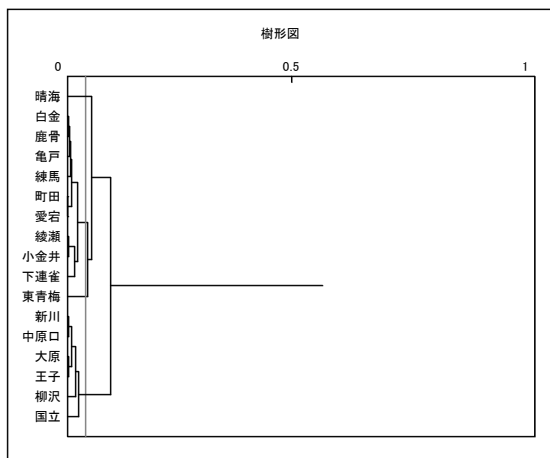 樹形図
0 0.5 1
晴海
白金
鹿骨
亀戸
練馬
町田
愛宕
綾瀬
小金井
下連雀
東青梅
新川
中原口
大原
王子
柳沢
国立